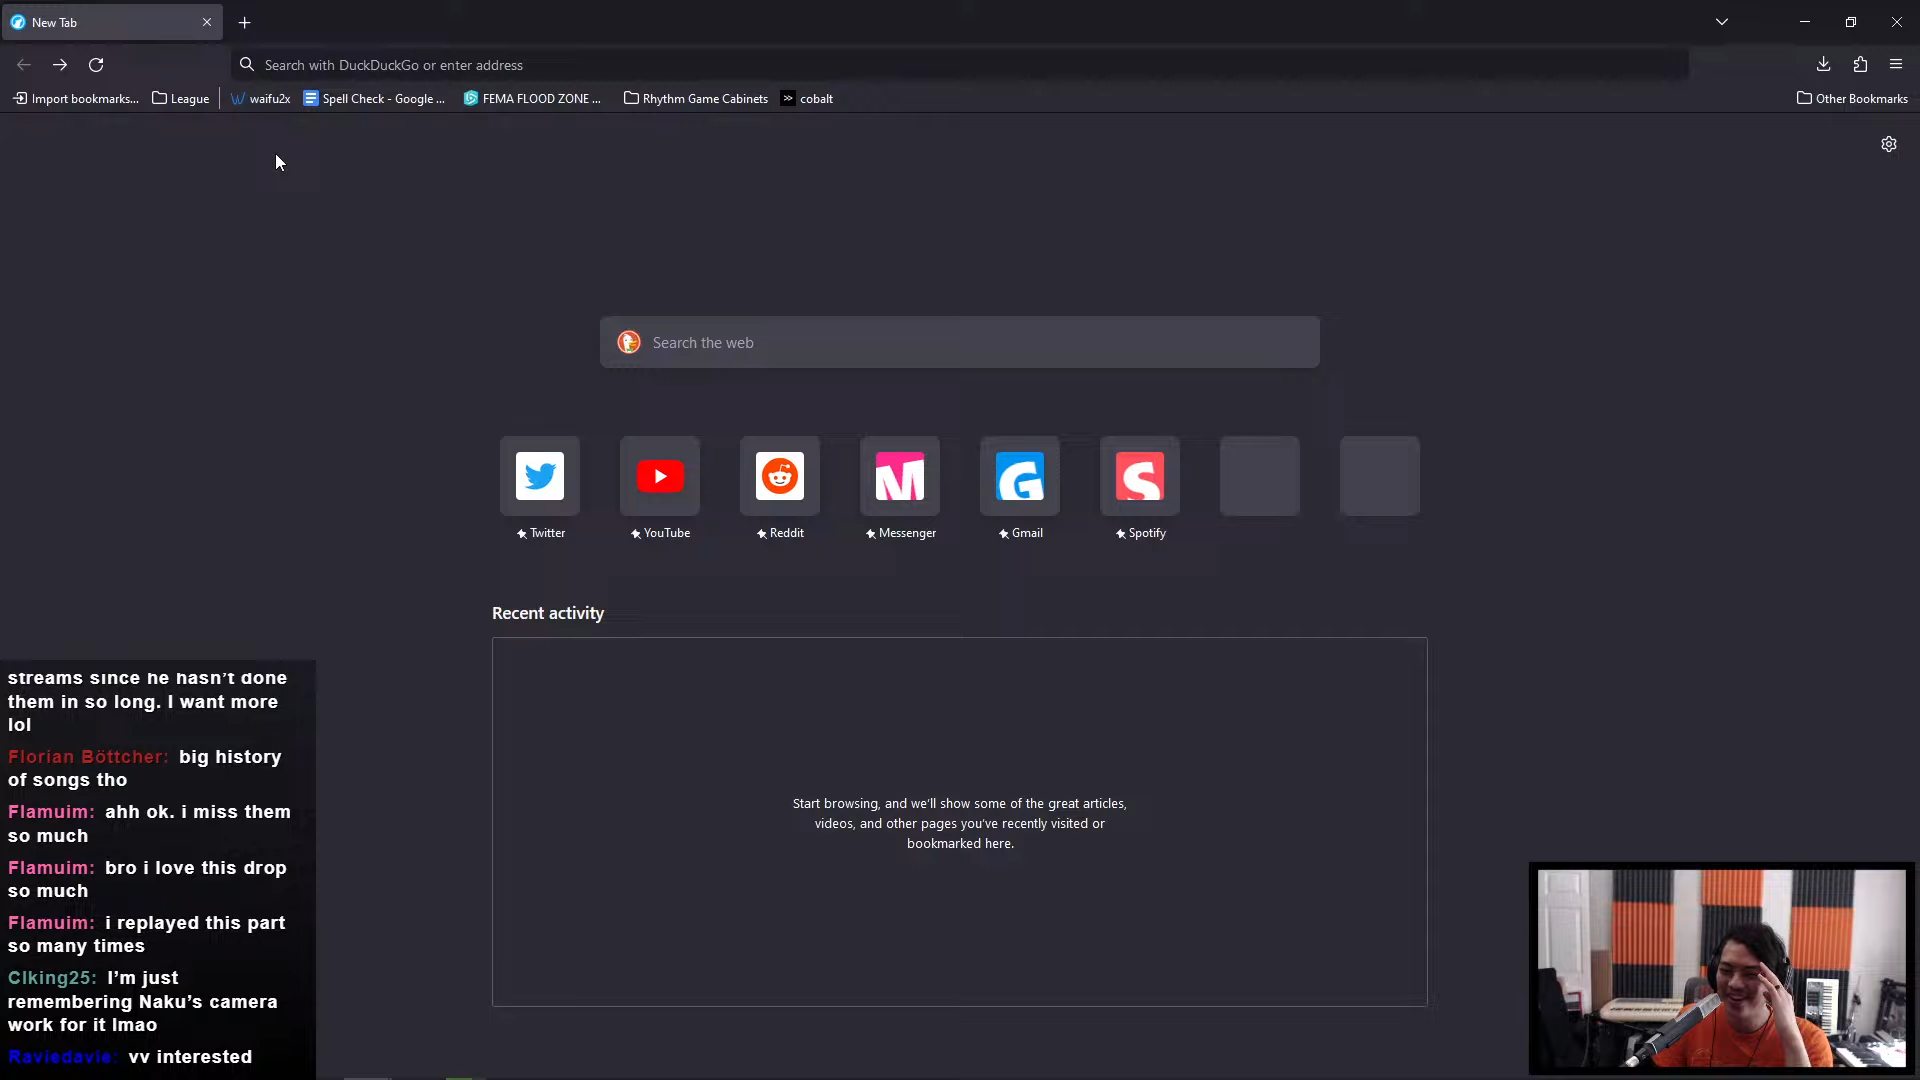 New Tab
Search with DuckDuckGo or enter address
Import bookmarks...
League
waifu2x
Spell Check - Google ...
FEMA FLOOD ZONE ...
Rhythm Game Cabinets
cobalt
Other Bookmarks
Search the web
Twitter
YouTube
Reddit
Messenger
Gmail
Spotify
Recent activity
Start browsing, and we'll show some of the great articles,
videos, and other pages you've recently visited or
bookmarked here.
streams since he hasn't done
them in so long. I want more
lol
Florian Böttcher: big history
of songs tho
Flamuim: ahh ok. i miss them
so much
Flamuim: bro i love this drop
so much
Flamuim: i replayed this part
so many times
Clking25: I'm just
remembering Naku's camera
work for it lmao
Raviedavie: vv interested